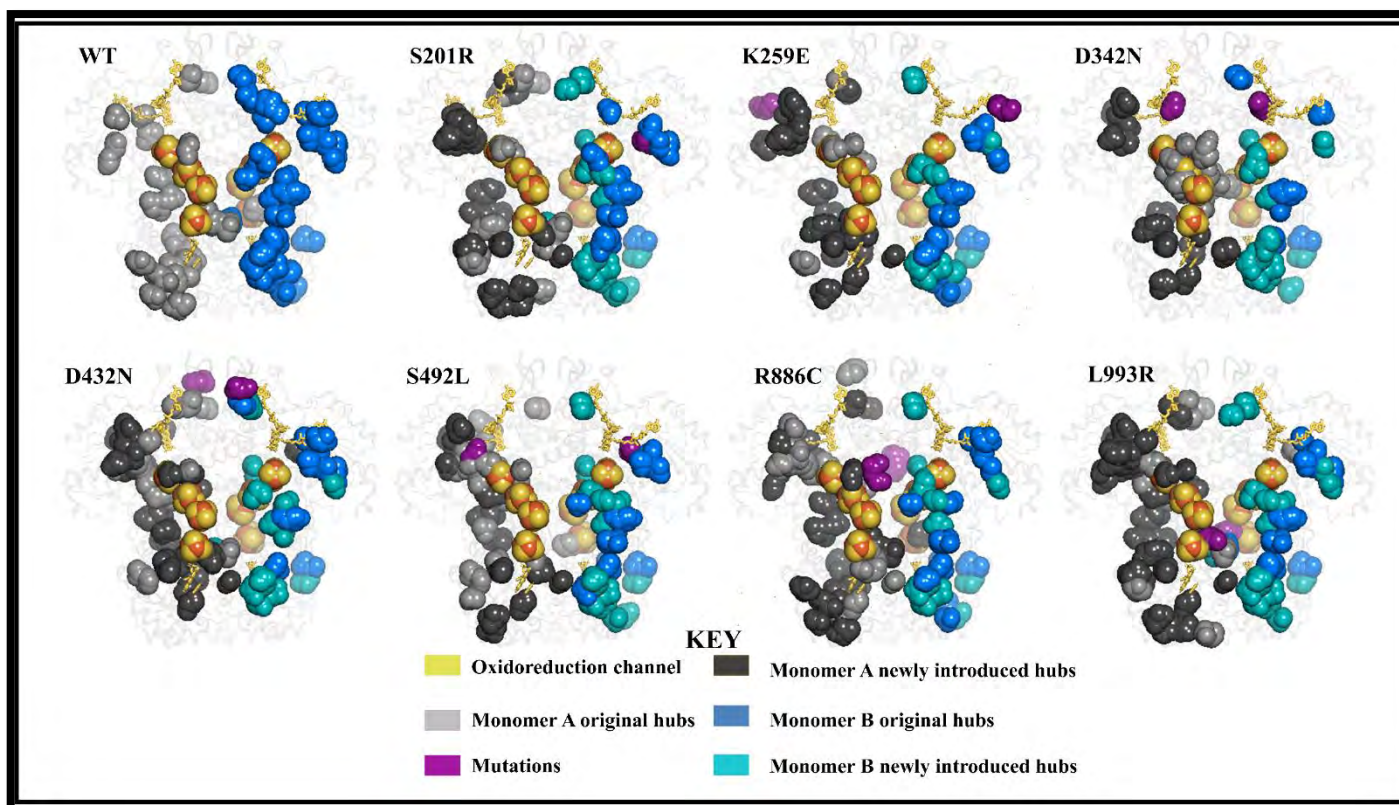 WT
S201R
K259E
D342N
D432N
S492L
R886C
L993R
KEY
Oxidoreduction channel
Monomer A newly introduced hubs
Monomer A original hubs
Monomer B original hubs
Mutations
Monomer B newly introduced hubs